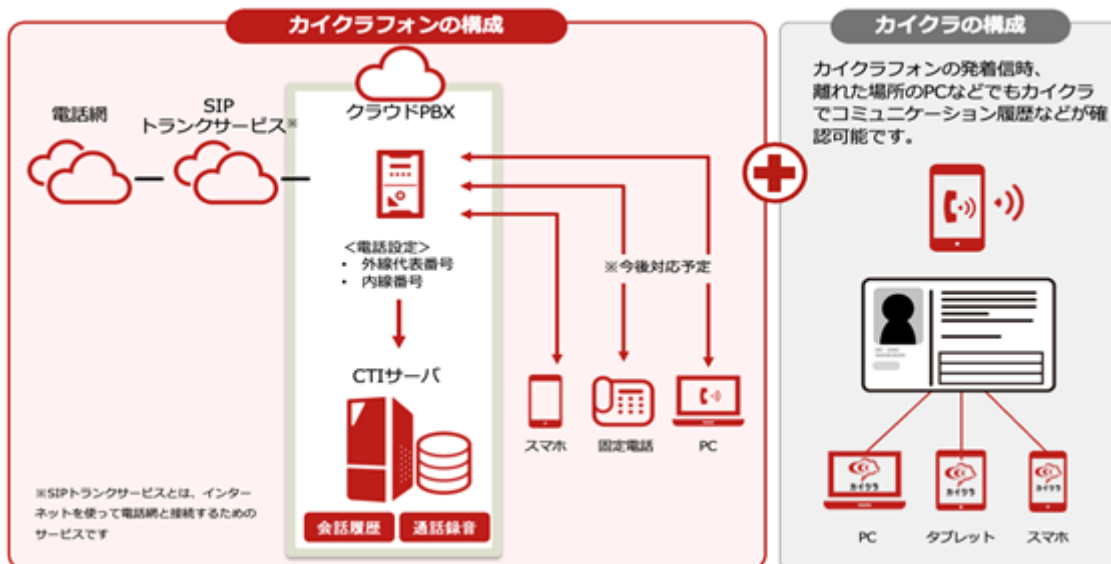 カイクラフォンの構成
電話網
SIP
トランクサービス※
クラウドPBX
<電話設定>
・ 外線代表番号
・ 内線番号
※今後対応予定
CTIサーバ
会話履歴
通話録音
スマホ
固定電話
PC
※SIPトランクサービスとは、インター
ネットを使って電話網と接続するための
サービスです
カイクラの構成
カイクラフォンの発着信時、
離れた場所のPCなどでもカイクラ
でコミュニケーション履歴などが確
認可能です。
カイクラ
カイクラ
カイクラ
PC
タブレット
スマホ